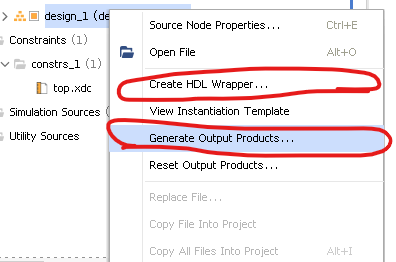 design_1 (de
Constraints (1)
constrs_1 (1)
top.xdc
Simulation Sources (
Utility Sources
Source Node Properties... Ctrl+E
Open File Alt+O
Create HDL Wrapper...
View Instantiation Template
Generate Output Products...
Reset Output Products...
Replace File...
Copy File Into Project
Copy All Files Into Project Alt+I